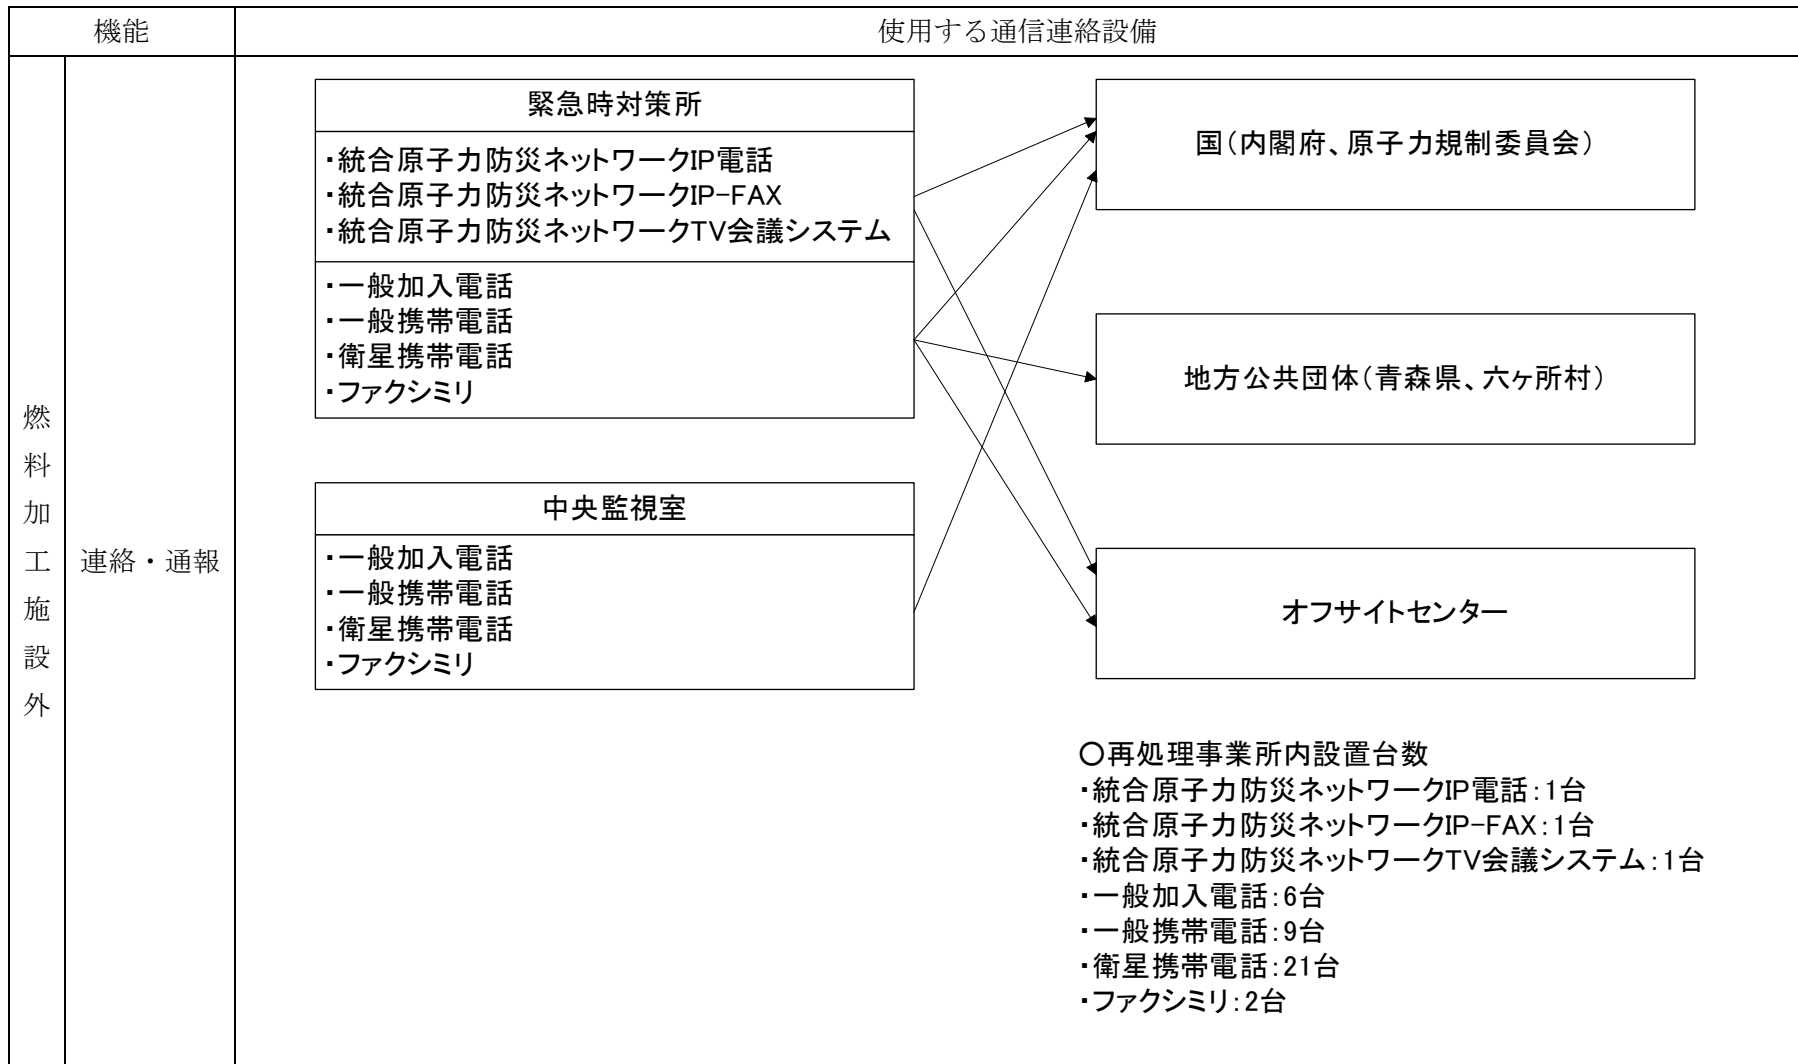 機能
使用する通信連絡設備
燃料加工施設外
連絡・通報
緊急時対策所
・統合原子力防災ネットワークIP電話
・統合原子力防災ネットワークIP-FAX
・統合原子力防災ネットワークTV会議システム
・一般加入電話
・一般携帯電話
・衛星携帯電話
・ファクシミリ
中央監視室
・一般加入電話
・一般携帯電話
・衛星携帯電話
・ファクシミリ
国(内閣府、原子力規制委員会)
地方公共団体(青森県、六ヶ所村)
オフサイトセンター
○再処理事業所内設置台数
・統合原子力防災ネットワークIP電話:1台
・統合原子力防災ネットワークIP-FAX:1台
・統合原子力防災ネットワークTV会議システム:1台
・一般加入電話:6台
・一般携帯電話:9台
・衛星携帯電話:21台
・ファクシミリ:2台